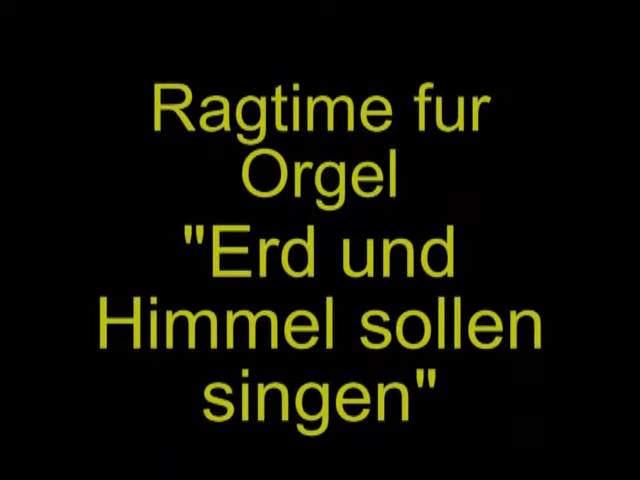 Ragtime fur
Orgel
"Erd und
Himmel sollen
singen"